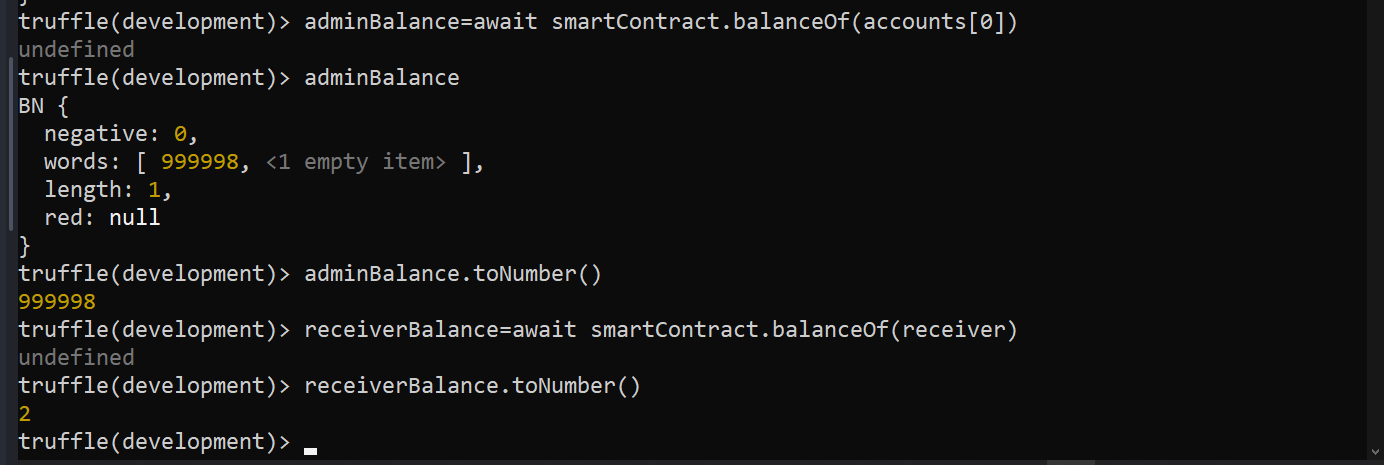 }
truffle(development)> adminBalance=await smartContract.balanceOf(accounts[0])
undefined
truffle(development)> adminBalance
BN {
  negative: 0,
  words: [ 999998, <1 empty item> ],
  length: 1,
  red: null
}
truffle(development)> adminBalance.toNumber()
999998
truffle(development)> receiverBalance=await smartContract.balanceOf(receiver)
undefined
truffle(development)> receiverBalance.toNumber()
2
truffle(development)>